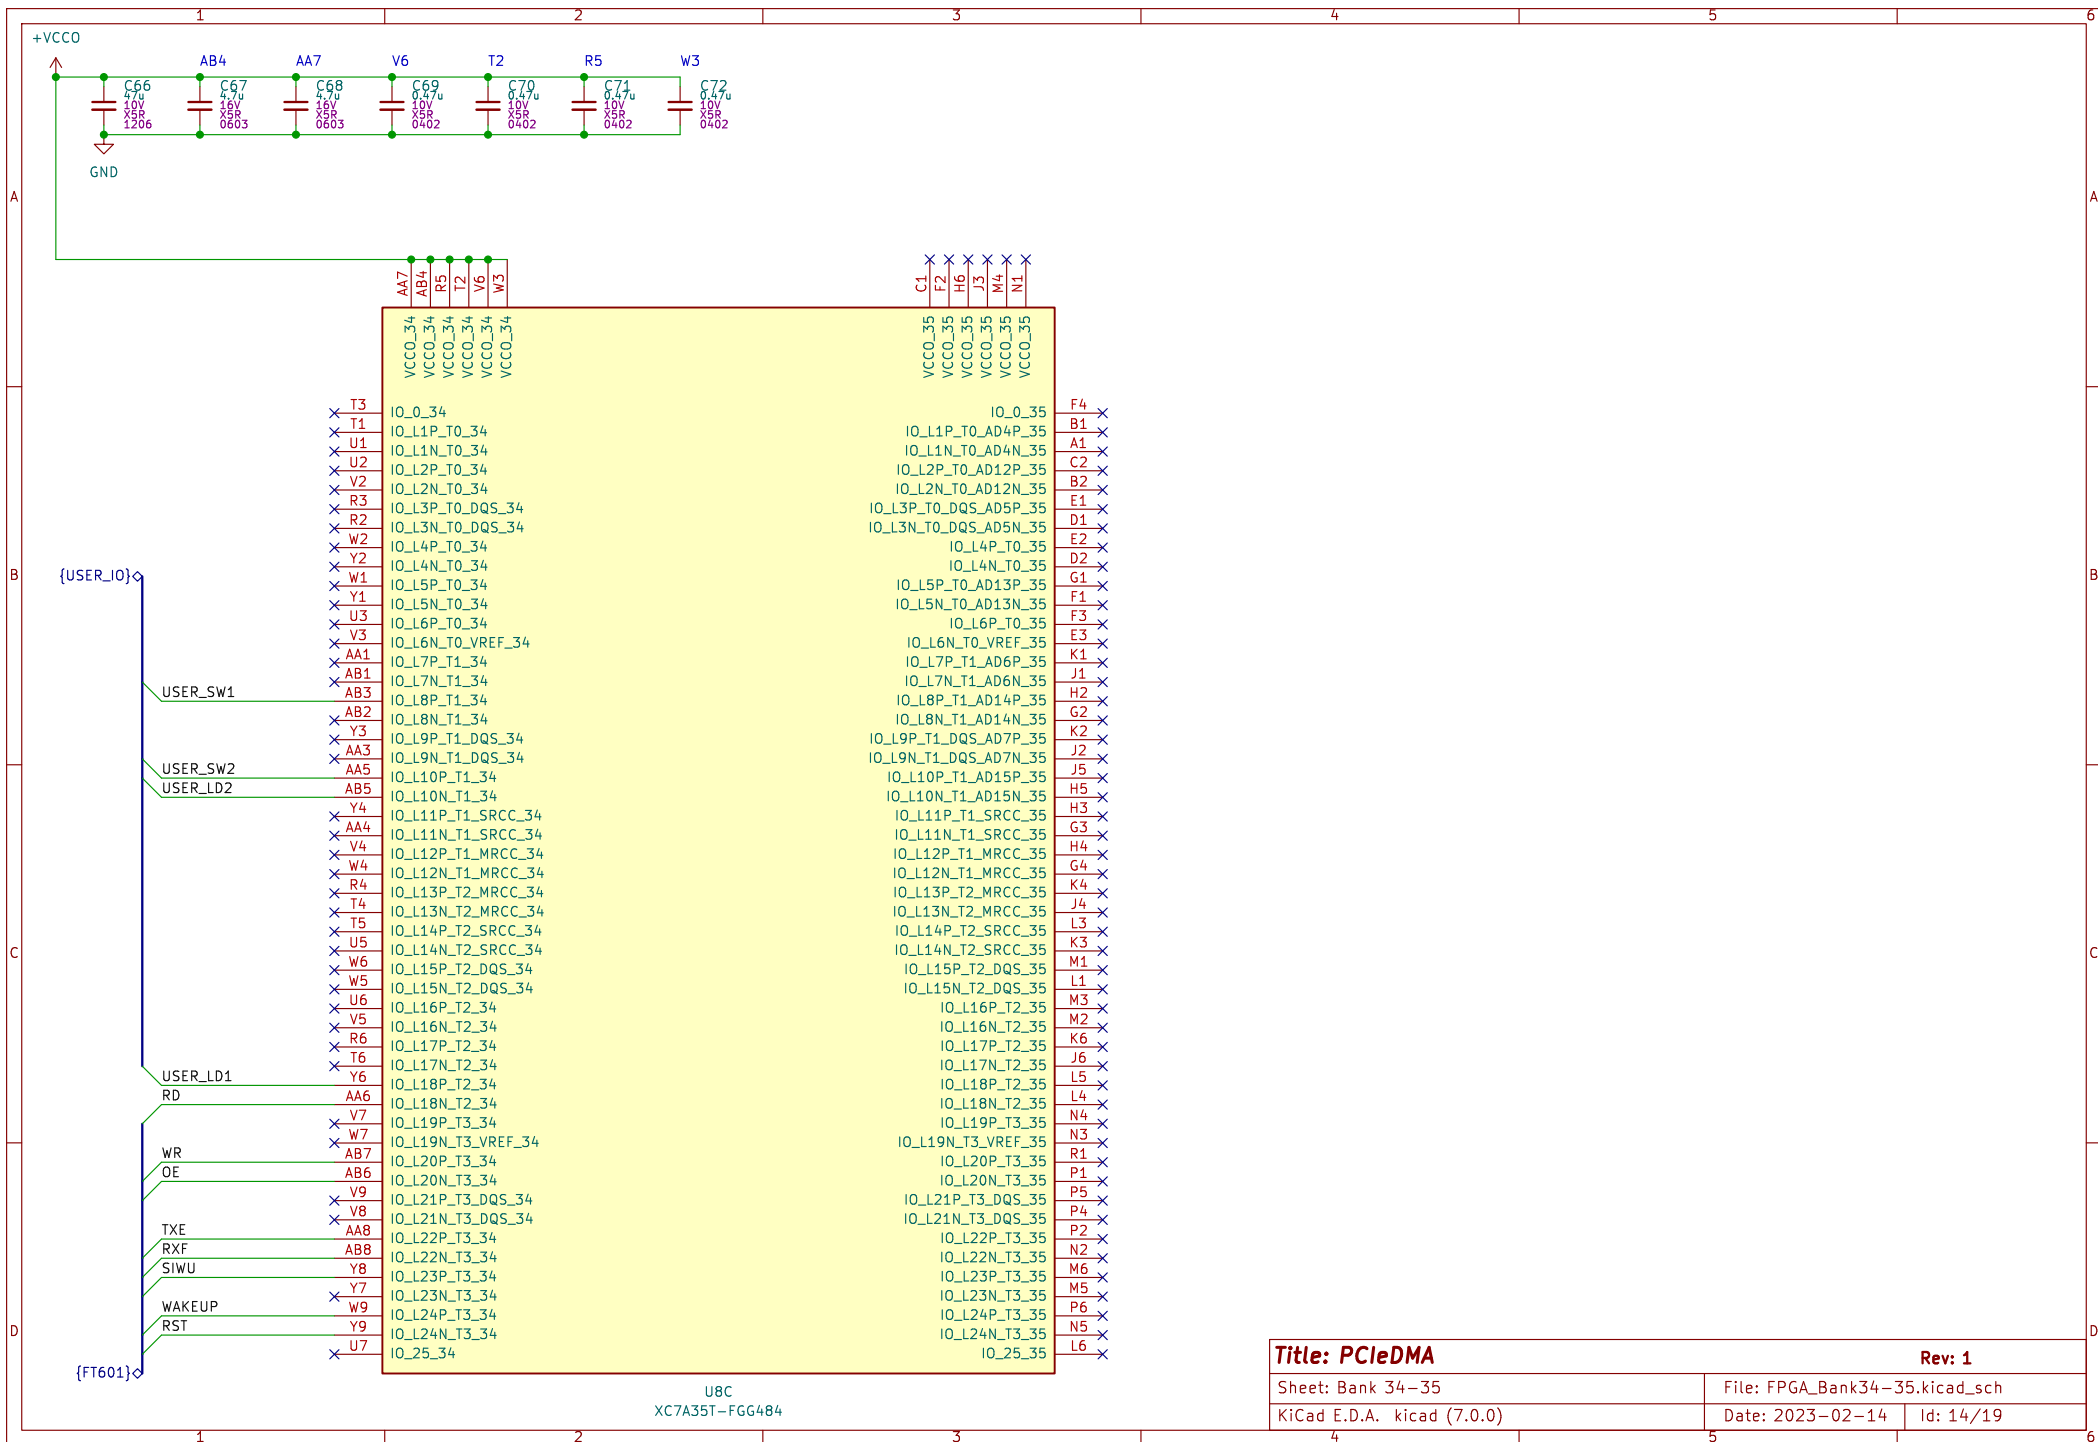 1 2 3 4 5 6
+VCCO
AB4 AA7 V6 T2 R5 W3
C66 C67 C68 C69 C70 C71 C72
47u 4.7u 4.7u 0.47u 0.47u 0.47u 0.47u
10V 16V 16V 10V 10V 10V 10V
X5R X5R X5R X5R X5R X5R X5R
1206 0603 0603 0402 0402 0402 0402
GND
A A
AA7 AB4 R5 T2 V6 W3 C1 F2 H6 J3 M4 N1
VCCO_34 VCCO_34 VCCO_34 VCCO_34 VCCO_34 VCCO_34 VCCO_35 VCCO_35 VCCO_35 VCCO_35 VCCO_35 VCCO_35
T3 IO_0_34 IO_0_35 F4
T1 IO_L1P_T0_34 IO_L1P_T0_AD4P_35 B1
U1 IO_L1N_T0_34 IO_L1N_T0_AD4N_35 A1
U2 IO_L2P_T0_34 IO_L2P_T0_AD12P_35 C2
V2 IO_L2N_T0_34 IO_L2N_T0_AD12N_35 B2
R3 IO_L3P_T0_DQS_34 IO_L3P_T0_DQS_AD5P_35 E1
R2 IO_L3N_T0_DQS_34 IO_L3N_T0_DQS_AD5N_35 D1
W2 IO_L4P_T0_34 IO_L4P_T0_35 E2
Y2 IO_L4N_T0_34 IO_L4N_T0_35 D2
B {USER_IO} B
W1 IO_L5P_T0_34 IO_L5P_T0_AD13P_35 G1
Y1 IO_L5N_T0_34 IO_L5N_T0_AD13N_35 F1
U3 IO_L6P_T0_34 IO_L6P_T0_35 F3
V3 IO_L6N_T0_VREF_34 IO_L6N_T0_VREF_35 E3
AA1 IO_L7P_T1_34 IO_L7P_T1_AD6P_35 K1
AB1 IO_L7N_T1_34 IO_L7N_T1_AD6N_35 J1
USER_SW1 AB3 IO_L8P_T1_34 IO_L8P_T1_AD14P_35 H2
AB2 IO_L8N_T1_34 IO_L8N_T1_AD14N_35 G2
Y3 IO_L9P_T1_DQS_34 IO_L9P_T1_DQS_AD7P_35 K2
AA3 IO_L9N_T1_DQS_34 IO_L9N_T1_DQS_AD7N_35 J2
USER_SW2 AA5 IO_L10P_T1_34 IO_L10P_T1_AD15P_35 J5
USER_LD2 AB5 IO_L10N_T1_34 IO_L10N_T1_AD15N_35 H5
Y4 IO_L11P_T1_SRCC_34 IO_L11P_T1_SRCC_35 H3
AA4 IO_L11N_T1_SRCC_34 IO_L11N_T1_SRCC_35 G3
V4 IO_L12P_T1_MRCC_34 IO_L12P_T1_MRCC_35 H4
W4 IO_L12N_T1_MRCC_34 IO_L12N_T1_MRCC_35 G4
R4 IO_L13P_T2_MRCC_34 IO_L13P_T2_MRCC_35 K4
T4 IO_L13N_T2_MRCC_34 IO_L13N_T2_MRCC_35 J4
T5 IO_L14P_T2_SRCC_34 IO_L14P_T2_SRCC_35 L3
U5 IO_L14N_T2_SRCC_34 IO_L14N_T2_SRCC_35 K3
C C
W6 IO_L15P_T2_DQS_34 IO_L15P_T2_DQS_35 M1
W5 IO_L15N_T2_DQS_34 IO_L15N_T2_DQS_35 L1
U6 IO_L16P_T2_34 IO_L16P_T2_35 M3
V5 IO_L16N_T2_34 IO_L16N_T2_35 M2
R6 IO_L17P_T2_34 IO_L17P_T2_35 K6
T6 IO_L17N_T2_34 IO_L17N_T2_35 J6
USER_LD1 Y6 IO_L18P_T2_34 IO_L18P_T2_35 L5
RD AA6 IO_L18N_T2_34 IO_L18N_T2_35 L4
V7 IO_L19P_T3_34 IO_L19P_T3_35 N4
W7 IO_L19N_T3_VREF_34 IO_L19N_T3_VREF_35 N3
WR AB7 IO_L20P_T3_34 IO_L20P_T3_35 R1
OE AB6 IO_L20N_T3_34 IO_L20N_T3_35 P1
V9 IO_L21P_T3_DQS_34 IO_L21P_T3_DQS_35 P5
V8 IO_L21N_T3_DQS_34 IO_L21N_T3_DQS_35 P4
TXE AA8 IO_L22P_T3_34 IO_L22P_T3_35 P2
RXF AB8 IO_L22N_T3_34 IO_L22N_T3_35 N2
SIWU Y8 IO_L23P_T3_34 IO_L23P_T3_35 M6
Y7 IO_L23N_T3_34 IO_L23N_T3_35 M5
WAKEUP W9 IO_L24P_T3_34 IO_L24P_T3_35 P6
D RST Y9 IO_L24N_T3_34 IO_L24N_T3_35 N5 D
U7 IO_25_34 IO_25_35 L6
{FT601}
U8C
XC7A35T-FGG484
Title: PCIeDMA Rev: 1
Sheet: Bank 34-35 File: FPGA_Bank34-35.kicad_sch
KiCad E.D.A. kicad (7.0.0) Date: 2023-02-14 Id: 14/19
1 2 3 4 5 6